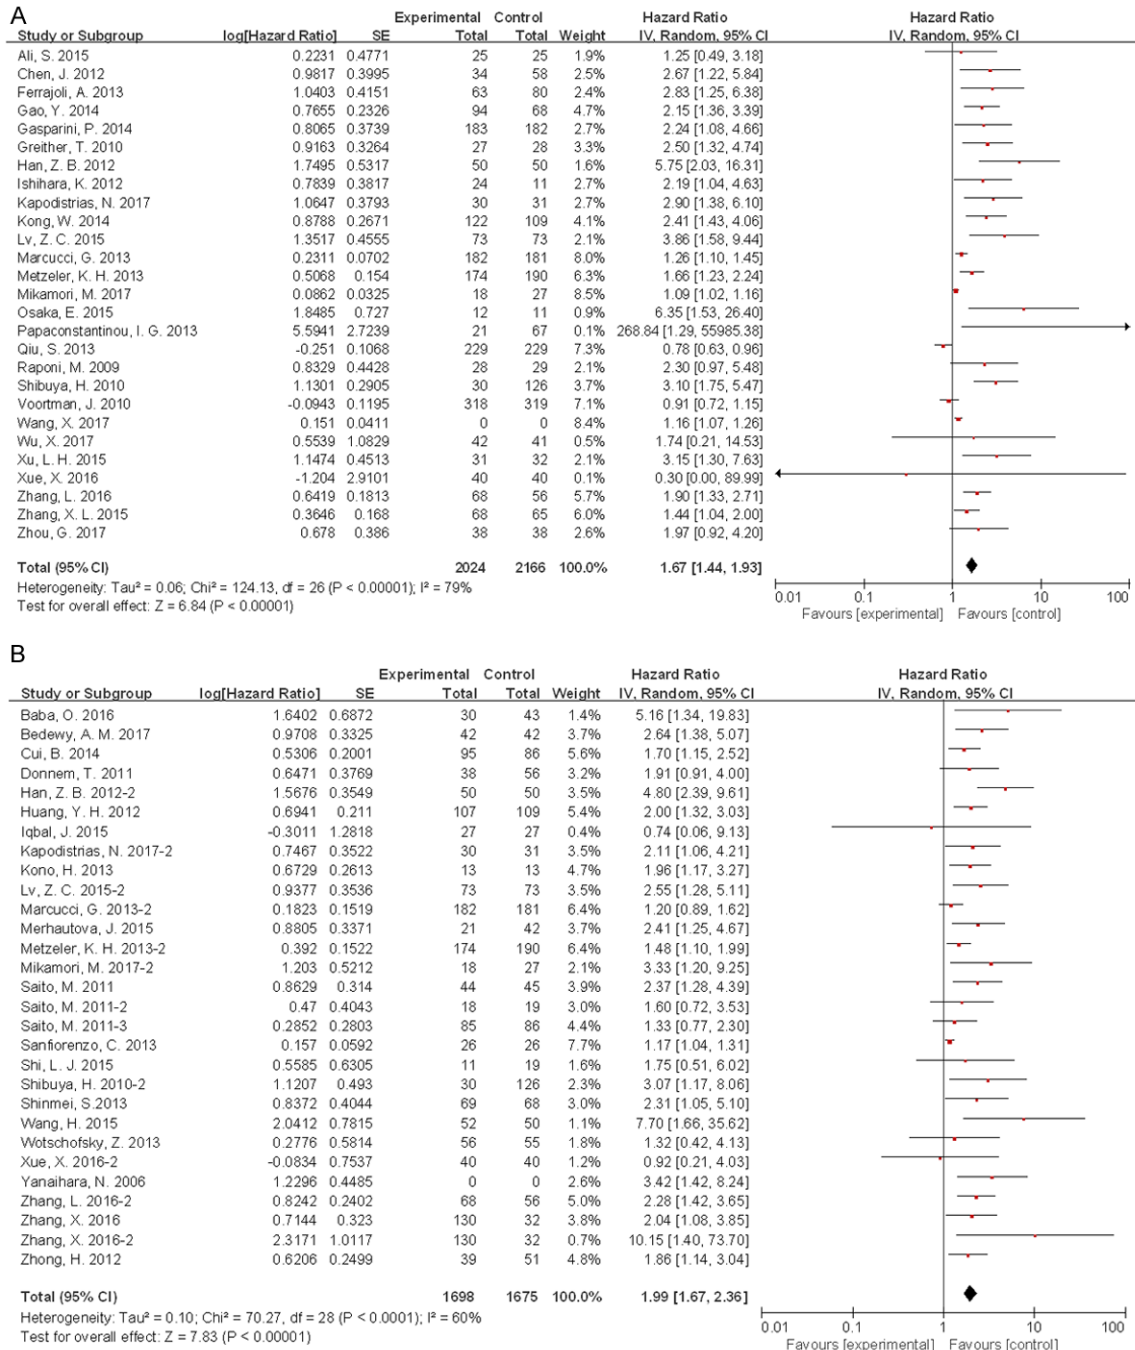 A
Experimental Control Hazard Ratio Hazard Ratio
Study or Subgroup log[Hazard Ratio] SE Total Total Weight IV, Random, 95% CI IV, Random, 95% CI
Ali, S. 2015 0.2231 0.4771 25 25 1.9% 1.25 [0.49, 3.18]
Chen, J. 2012 0.9817 0.3995 34 58 2.5% 2.67 [1.22, 5.84]
Ferrajoli, A. 2013 1.0403 0.4151 63 80 2.4% 2.83 [1.25, 6.38]
Gao, Y. 2014 0.7655 0.2326 94 68 4.7% 2.15 [1.36, 3.39]
Gasparini, P. 2014 0.8065 0.3739 183 182 2.7% 2.24 [1.08, 4.66]
Greither, T. 2010 0.9163 0.3264 27 28 3.3% 2.50 [1.32, 4.74]
Han, Z. B. 2012 1.7495 0.5317 50 50 1.6% 5.75 [2.03, 16.31]
Ishihara, K. 2012 0.7839 0.3817 24 11 2.7% 2.19 [1.04, 4.63]
Kapodistrias, N. 2017 1.0647 0.3793 30 31 2.7% 2.90 [1.38, 6.10]
Kong, W. 2014 0.8788 0.2671 122 109 4.1% 2.41 [1.43, 4.06]
Lv, Z. C. 2015 1.3517 0.4555 73 73 2.1% 3.86 [1.58, 9.44]
Marcucci, G. 2013 0.2311 0.0702 182 181 8.0% 1.26 [1.10, 1.45]
Metzeler, K. H. 2013 0.5068 0.154 174 190 6.3% 1.66 [1.23, 2.24]
Mikamori, M. 2017 0.0862 0.0325 18 27 8.5% 1.09 [1.02, 1.16]
Osaka, E. 2015 1.8485 0.727 12 11 0.9% 6.35 [1.53, 26.40]
Papaconstantinou, I. G. 2013 5.5941 2.7239 21 67 0.1% 268.84 [1.29, 55985.38]
Qiu, S. 2013 -0.251 0.1068 229 229 7.3% 0.78 [0.63, 0.96]
Raponi, M. 2009 0.8329 0.4428 28 29 2.1% 2.30 [0.97, 5.48]
Shibuya, H. 2010 1.1301 0.2905 30 126 3.7% 3.10 [1.75, 5.47]
Voortman, J. 2010 -0.0943 0.1195 318 319 7.1% 0.91 [0.72, 1.15]
Wang, X. 2017 0.151 0.0411 0 0 8.4% 1.16 [1.07, 1.26]
Wu, X. 2017 0.5539 1.0829 42 41 0.5% 1.74 [0.21, 14.53]
Xu, L. H. 2015 1.1474 0.4513 31 32 2.1% 3.15 [1.30, 7.63]
Xue, X. 2016 -1.204 2.9101 40 40 0.1% 0.30 [0.00, 89.99]
Zhang, L. 2016 0.6419 0.1813 68 56 5.7% 1.90 [1.33, 2.71]
Zhang, X. L. 2015 0.3646 0.168 68 65 6.0% 1.44 [1.04, 2.00]
Zhou, G. 2017 0.678 0.386 38 38 2.6% 1.97 [0.92, 4.20]
Total (95% CI) 2024 2166 100.0% 1.67 [1.44, 1.93]
Heterogeneity: Tau² = 0.06; Chi² = 124.13, df = 26 (P < 0.00001); I² = 79%
Test for overall effect: Z = 6.84 (P < 0.00001)
0.01 0.1 1 10 100
Favours [experimental] Favours [control]
B
Experimental Control Hazard Ratio Hazard Ratio
Study or Subgroup log[Hazard Ratio] SE Total Total Weight IV, Random, 95% CI IV, Random, 95% CI
Baba, O. 2016 1.6402 0.6872 30 43 1.4% 5.16 [1.34, 19.83]
Bedewy, A. M. 2017 0.9708 0.3325 42 42 3.7% 2.64 [1.38, 5.07]
Cui, B. 2014 0.5306 0.2001 95 86 5.6% 1.70 [1.15, 2.52]
Donnem, T. 2011 0.6471 0.3769 38 56 3.2% 1.91 [0.91, 4.00]
Han, Z. B. 2012-2 1.5676 0.3549 50 50 3.5% 4.80 [2.39, 9.61]
Huang, Y. H. 2012 0.6941 0.211 107 109 5.4% 2.00 [1.32, 3.03]
Iqbal, J. 2015 -0.3011 1.2818 27 27 0.4% 0.74 [0.06, 9.13]
Kapodistrias, N. 2017-2 0.7467 0.3522 30 31 3.5% 2.11 [1.06, 4.21]
Kono, H. 2013 0.6729 0.2613 13 13 4.7% 1.96 [1.17, 3.27]
Lv, Z. C. 2015-2 0.9377 0.3536 73 73 3.5% 2.55 [1.28, 5.11]
Marcucci, G. 2013-2 0.1823 0.1519 182 181 6.4% 1.20 [0.89, 1.62]
Merhautova, J. 2015 0.8805 0.3371 21 42 3.6% 2.41 [1.25, 4.67]
Metzeler, K. H. 2013-2 0.392 0.1522 174 190 6.4% 1.48 [1.10, 1.99]
Mikamori, M. 2017-2 1.203 0.5212 18 27 2.1% 3.33 [1.20, 9.25]
Saito, M. 2011 0.8629 0.314 44 45 3.9% 2.37 [1.28, 4.39]
Saito, M. 2011-2 0.47 0.4043 18 19 3.0% 1.60 [0.72, 3.53]
Saito, M. 2011-3 0.2852 0.2803 85 86 4.4% 1.33 [0.77, 2.30]
Sanfiorenzo, C. 2013 0.157 0.0592 26 26 7.7% 1.17 [1.04, 1.31]
Shi, L. J. 2015 0.5585 0.6305 11 19 1.6% 1.75 [0.51, 6.02]
Shibuya, H. 2010-2 1.1207 0.493 30 126 2.3% 3.07 [1.17, 8.06]
Shinmei, S.2013 0.8372 0.4044 69 68 3.0% 2.31 [1.05, 5.10]
Wang, H. 2015 2.0412 0.7815 52 50 1.1% 7.70 [1.66, 35.62]
Wotschofsky, Z. 2013 0.2776 0.5814 56 55 1.8% 1.32 [0.42, 4.13]
Xue, X. 2016-2 -0.0834 0.7537 40 40 1.2% 0.92 [0.21, 4.03]
Yanaihara, N. 2006 1.2296 0.4485 0 0 2.6% 3.42 [1.42, 8.24]
Zhang, L. 2016-2 0.8242 0.2402 68 56 5.0% 2.28 [1.42, 3.65]
Zhang, X. 2016 0.7144 0.323 130 32 3.8% 2.04 [1.08, 3.85]
Zhang, X. 2016-2 2.3171 1.0117 130 32 0.7% 10.15 [1.40, 73.70]
Zhong, H. 2012 0.6206 0.2499 39 51 4.8% 1.86 [1.14, 3.04]
Total (95% CI) 1698 1675 100.0% 1.99 [1.67, 2.36]
Heterogeneity: Tau² = 0.10; Chi² = 70.27, df = 28 (P < 0.0001); I² = 60%
Test for overall effect: Z = 7.83 (P < 0.00001)
0.01 0.1 1 10 100
Favours [experimental] Favours [control]